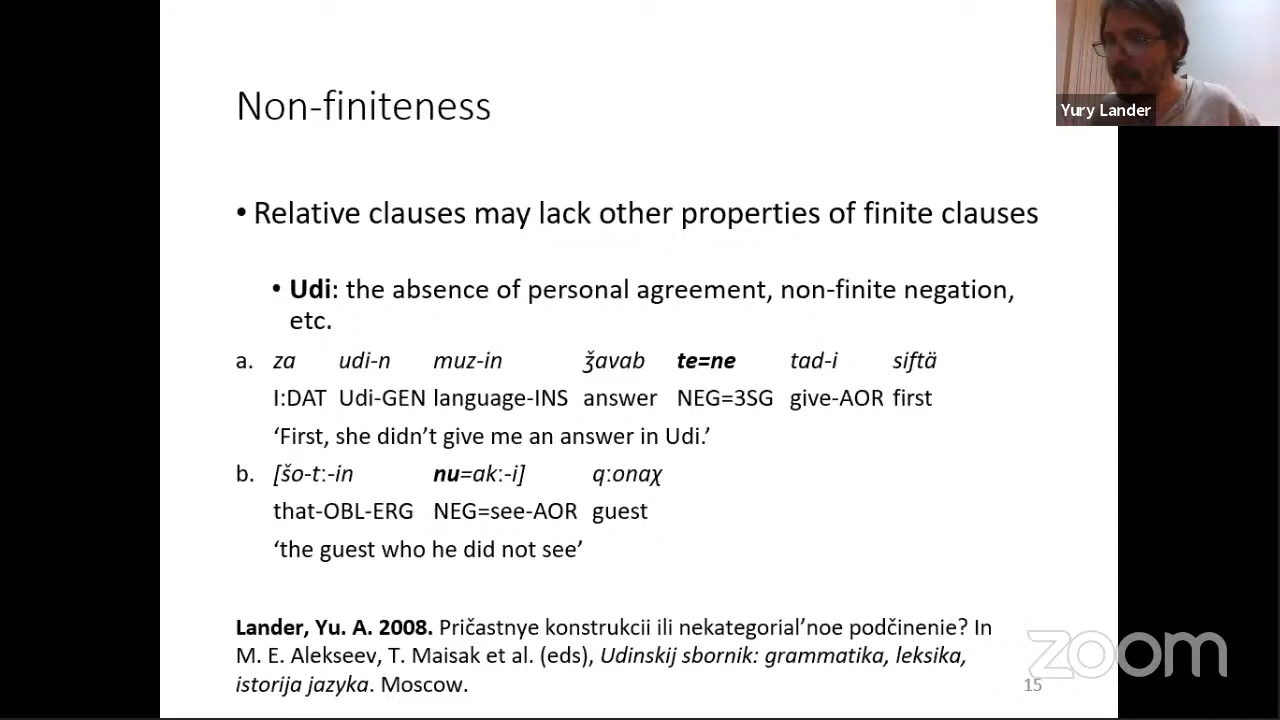 Non-finiteness
Yury Lander
• Relative clauses may lack other properties of finite clauses
• Udi: the absence of personal agreement, non-finite negation,
etc.
a. za udi-n muz-in ǯavab te=ne tad-i siftä
I:DAT Udi-GEN language-INS answer NEG=3SG give-AOR first
‘First, she didn’t give me an answer in Udi.’
b. [šo-tː-in nu=akː-i] qːonaχ
that-OBL-ERG NEG=see-AOR guest
‘the guest who he did not see’
Lander, Yu. A. 2008. Pričastnye konstrukcii ili nekategorial’noe podčinenie? In
M. E. Alekseev, T. Maisak et al. (eds), Udinskij sbornik: grammatika, leksika,
istorija jazyka. Moscow.
zoom
15